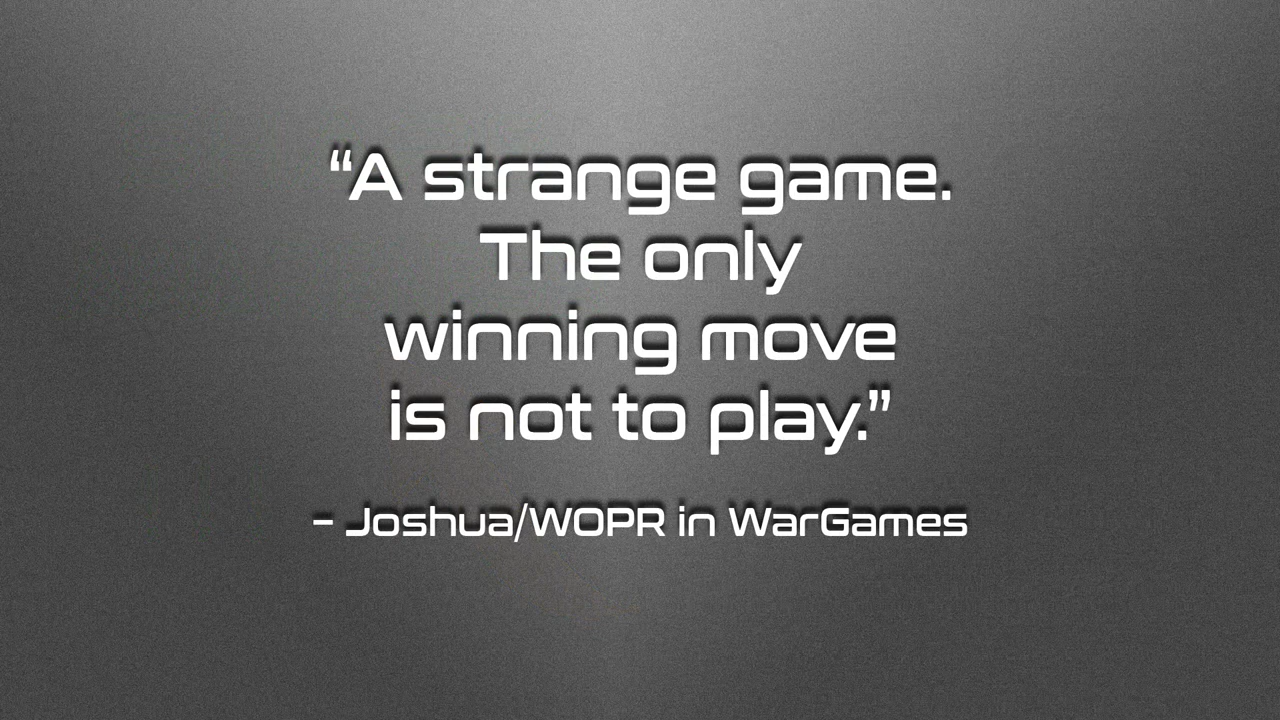 “A strange game.
The only
winning move
is not to play.”
– Joshua/WOPR in WarGames